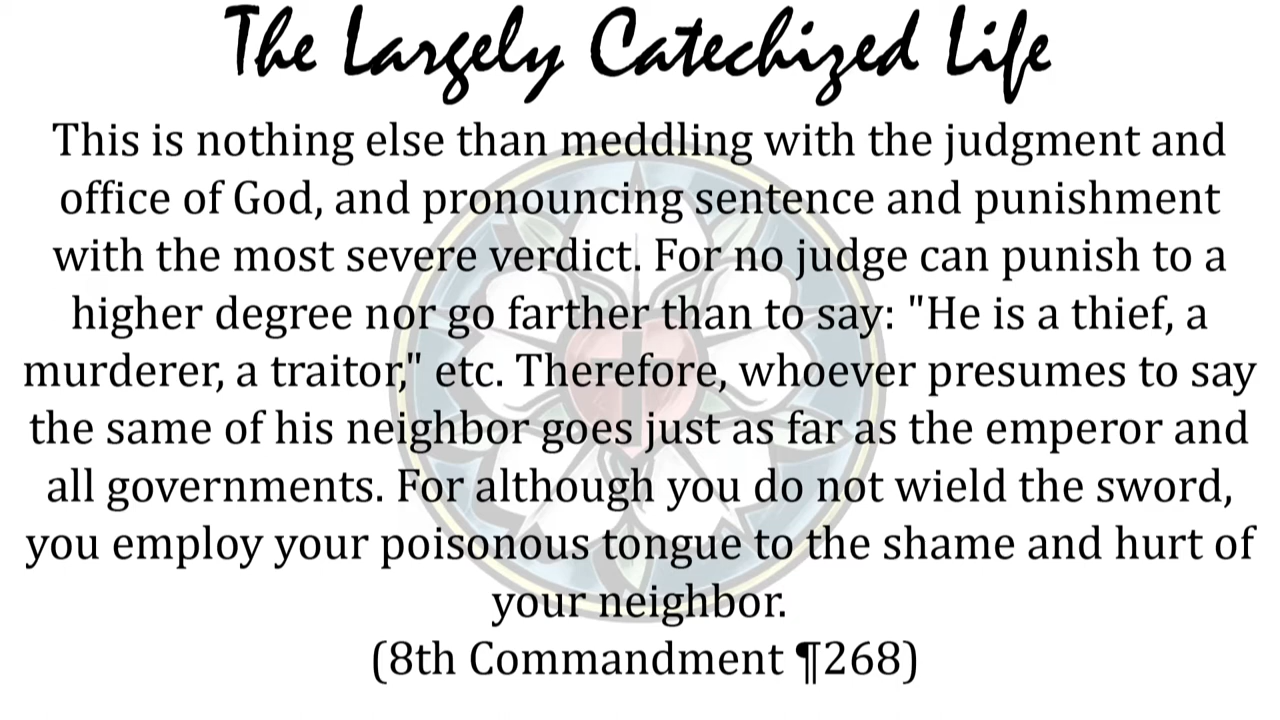 The Largely Catechized Life
This is nothing else than meddling with the judgment and
office of God, and pronouncing sentence and punishment
with the most severe verdict. For no judge can punish to a
higher degree nor go farther than to say: "He is a thief, a
murderer, a traitor," etc. Therefore, whoever presumes to say
the same of his neighbor goes just as far as the emperor and
all governments. For although you do not wield the sword,
you employ your poisonous tongue to the shame and hurt of
your neighbor.
(8th Commandment ¶268)